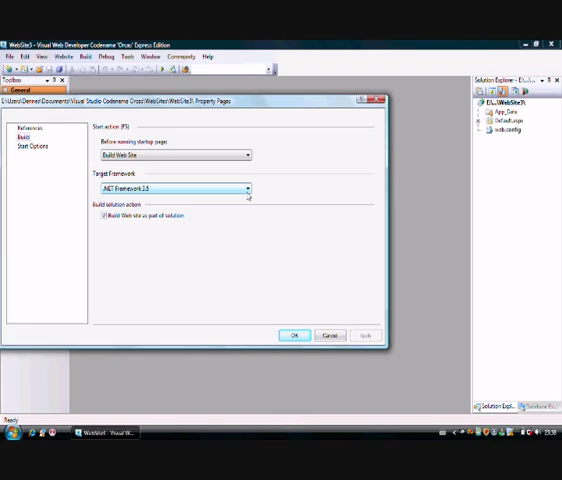 WebSite3 - Visual Web Developer Codename 'Orcas' Express Edition
File Edit View Website Build Debug Tools Window Community Help
Toolbox
General
Solution Explorer - E:\...\W...
E:\...\WebSite3\
App_Data
Default.aspx
web.config
E:\Users\Dennes\Documents\Visual Studio Codename Orcas\WebSites\WebSite3\ Property Pages
References
Build
Start Options
Start action (F5)
Before running startup page:
Build Web Site
Target Framework
.NET Framework 3.5
Build solution action
Build Web site as part of solution
OK Cancel Apply
Solution Expl... Database Ex...
Ready
WebSite3 - Visual W...
23:38